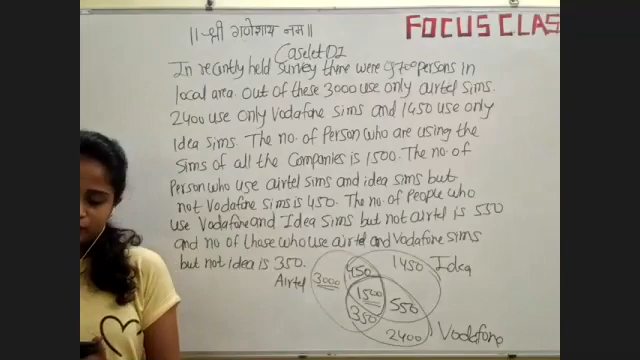 ॥श्री गणेशाय नम॥
FOCUS CLAS
Caselet 01
In recently held survey there were 9700 persons in
local area. Out of these 3000 use only airtel sims.
2400 use only Vodafone sims and 1450 use only
Idea sims. The no. of Person who are using the
Sims of all the Companies is 1500. The no. of
Person who use airtel sims and idea sims but
not Vodafone sims is 450. The no. of People who
use Vodafone and Idea Sims but not airtel is 550
and no of those who use airtel and Vodafone sims
but not idea is 350.
Airtel
3000
450
1450
Idea
1500
550
350
2400
Vodafone